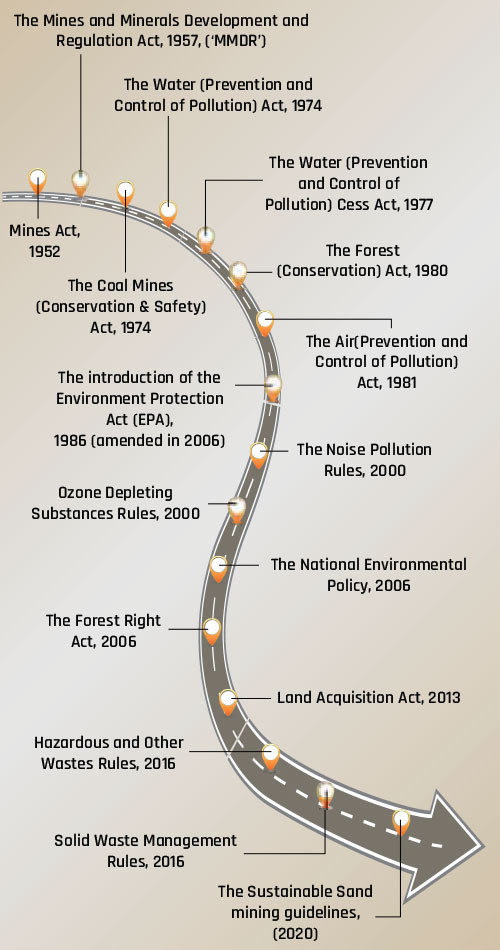 The Mines and Minerals Development and
Regulation Act, 1957, (‘MMDR’)
The Water (Prevention and
Control of Pollution) Act, 1974
The Water (Prevention
and Control of
Pollution) Cess Act, 1977
Mines Act,
1952
The Forest
(Conservation) Act, 1980
The Coal Mines
(Conservation & Safety)
Act, 1974
The Air(Prevention and
Control of Pollution)
Act, 1981
The introduction of the
Environment Protection
Act (EPA),
1986 (amended in 2006)
The Noise Pollution
Rules, 2000
Ozone Depleting
Substances Rules, 2000
The National Environmental
Policy, 2006
The Forest Right
Act, 2006
Land Acquisition Act, 2013
Hazardous and Other
Wastes Rules, 2016
Solid Waste Management
Rules, 2016
The Sustainable Sand
mining guidelines,
(2020)